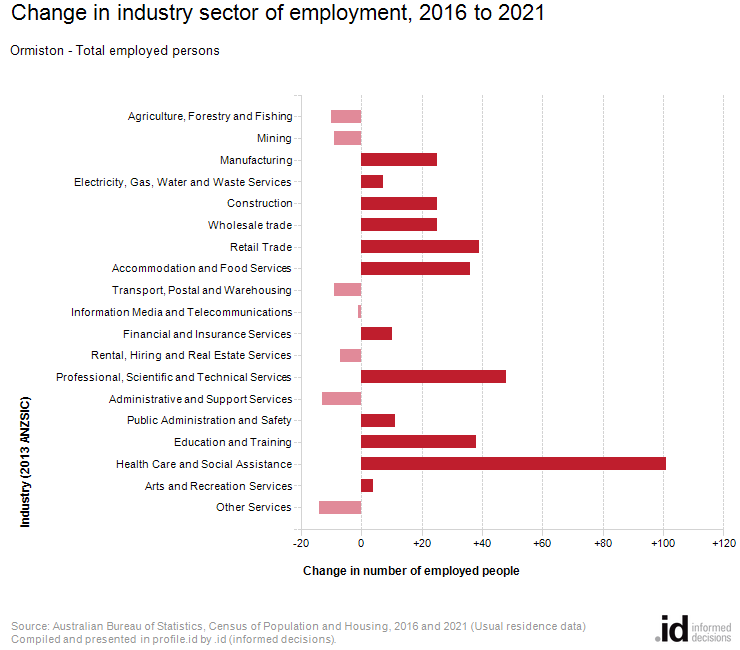 Change in industry sector of employment, 2016 to 2021
Ormiston - Total employed persons
Agriculture, Forestry and Fishing
Mining
Manufacturing
Electricity, Gas, Water and Waste Services
Construction
Wholesale trade
Retail Trade
Accommodation and Food Services
Transport, Postal and Warehousing
Information Media and Telecommunications
Financial and Insurance Services
Rental, Hiring and Real Estate Services
Professional, Scientific and Technical Services
Administrative and Support Services
Public Administration and Safety
Education and Training
Health Care and Social Assistance
Arts and Recreation Services
Other Services
Industry (2013 ANZSIC)
-20 0 +20 +40 +60 +80 +100 +120
Change in number of employed people
Source: Australian Bureau of Statistics, Census of Population and Housing, 2016 and 2021 (Usual residence data)
Compiled and presented in profile.id by .id (informed decisions).
.id informed
decisions